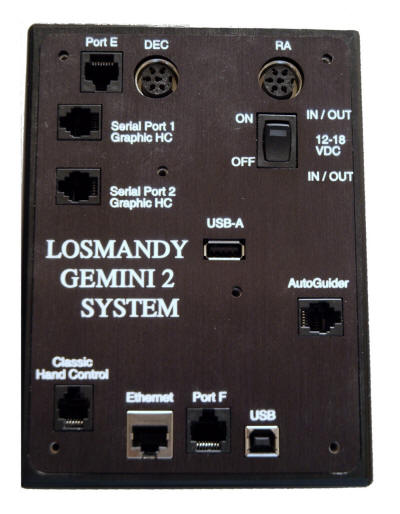 Port E
DEC
RA
Serial Port 1
Graphic HC
ON
IN / OUT
12-18
VDC
OFF
IN / OUT
Serial Port 2
Graphic HC
USB-A
LOSMANDY
GEMINI 2
SYSTEM
AutoGuider
Classic
Hand Control
Ethernet
Port F
USB